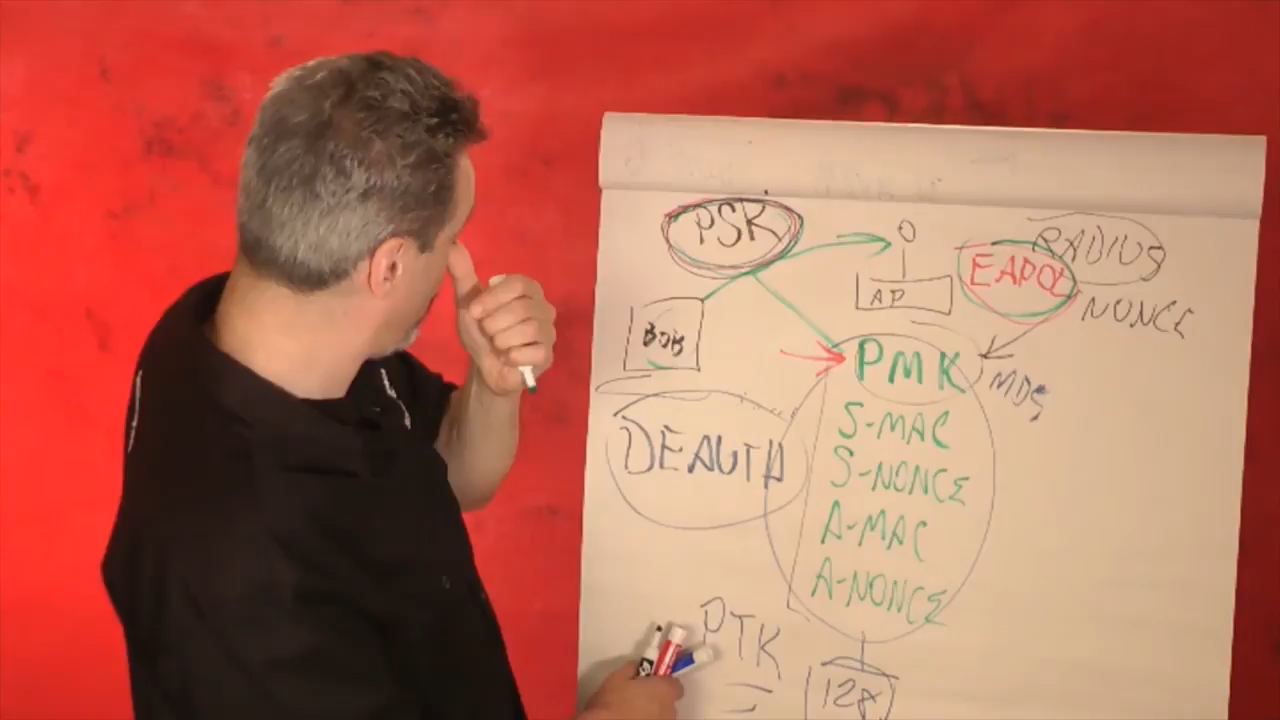 PSK
RADIUS
EAPOL
NONCE
AP
BOB
PMK
MD5
S-MAC
DEAUTH
S-NONCE
A-MAC
A-NONCE
PTK
128